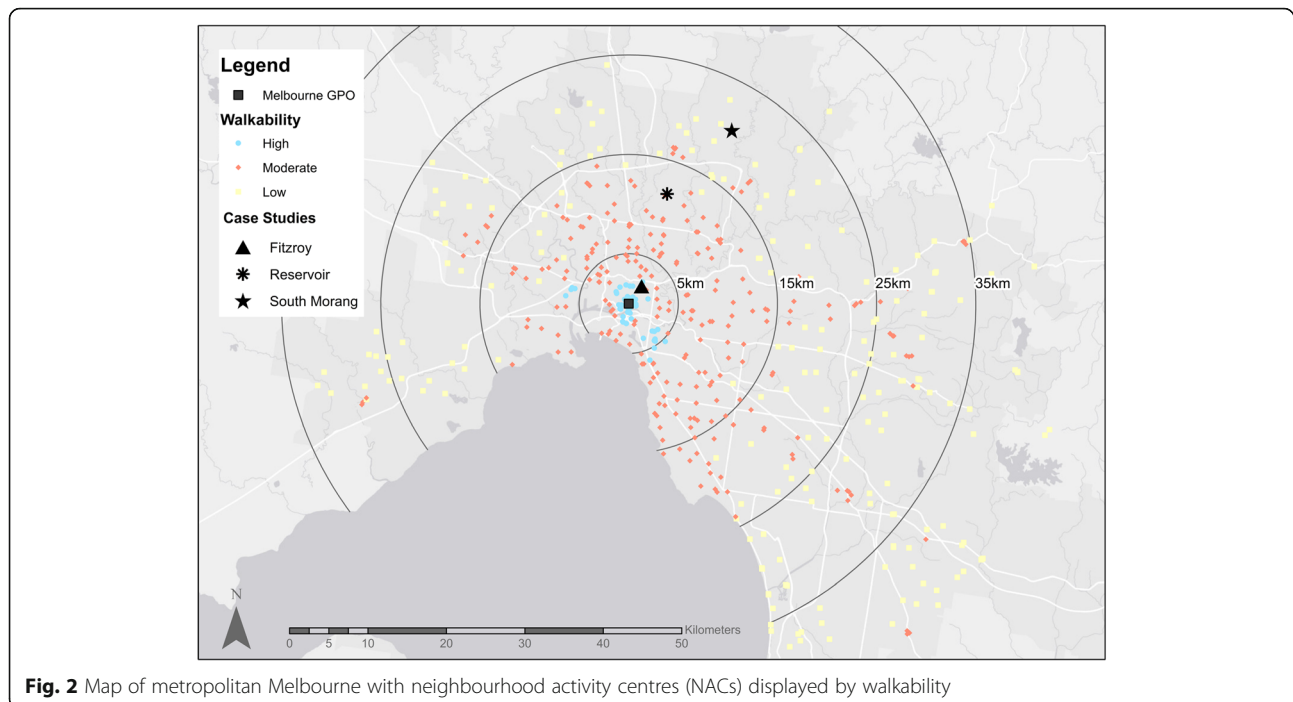 Legend
Melbourne GPO
Walkability
High
Moderate
Low
Case Studies
Fitzroy
Reservoir
South Morang
5km
15km
25km
35km
N
Kilometers
0 5 10 20 30 40 50
Fig. 2 Map of metropolitan Melbourne with neighbourhood activity centres (NACs) displayed by walkability